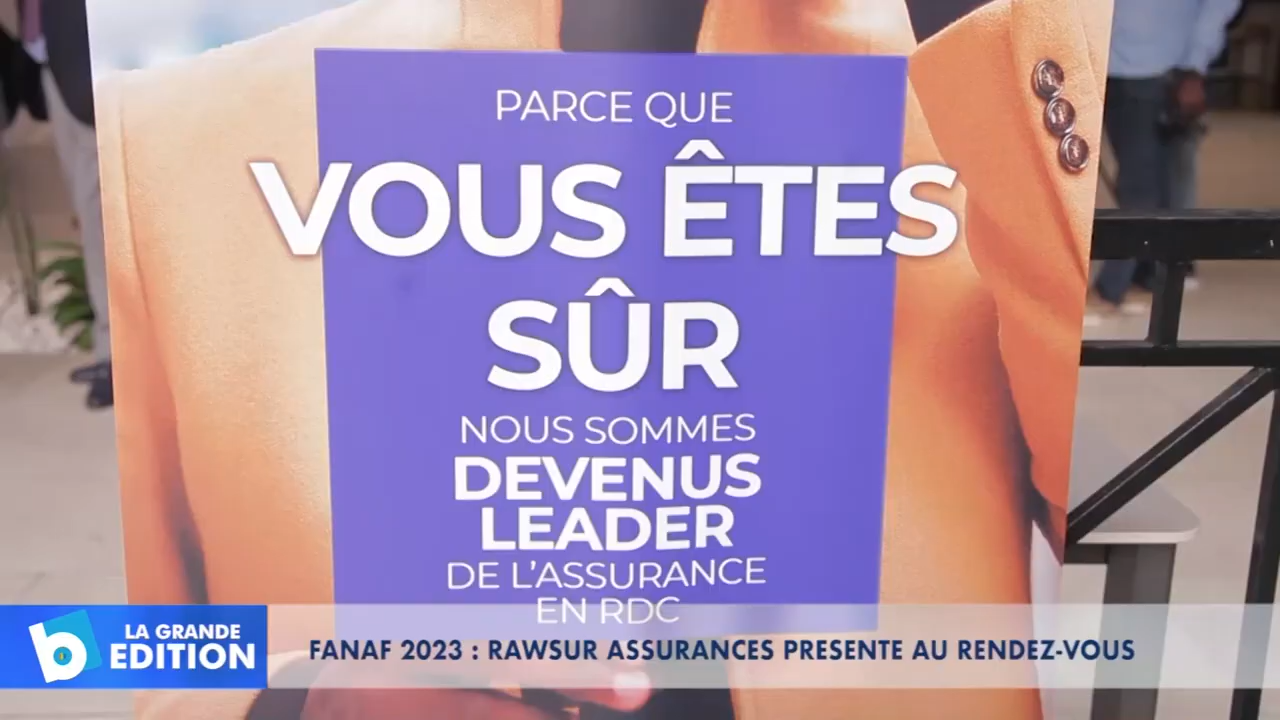 PARCE QUE
VOUS ÊTES
SÛR
NOUS SOMMES
DEVENUS
LEADER
DE L'ASSURANCE
EN RDC
LA GRANDE
EDITION
FANAF 2023 : RAWSUR ASSURANCES PRESENTE AU RENDEZ-VOUS